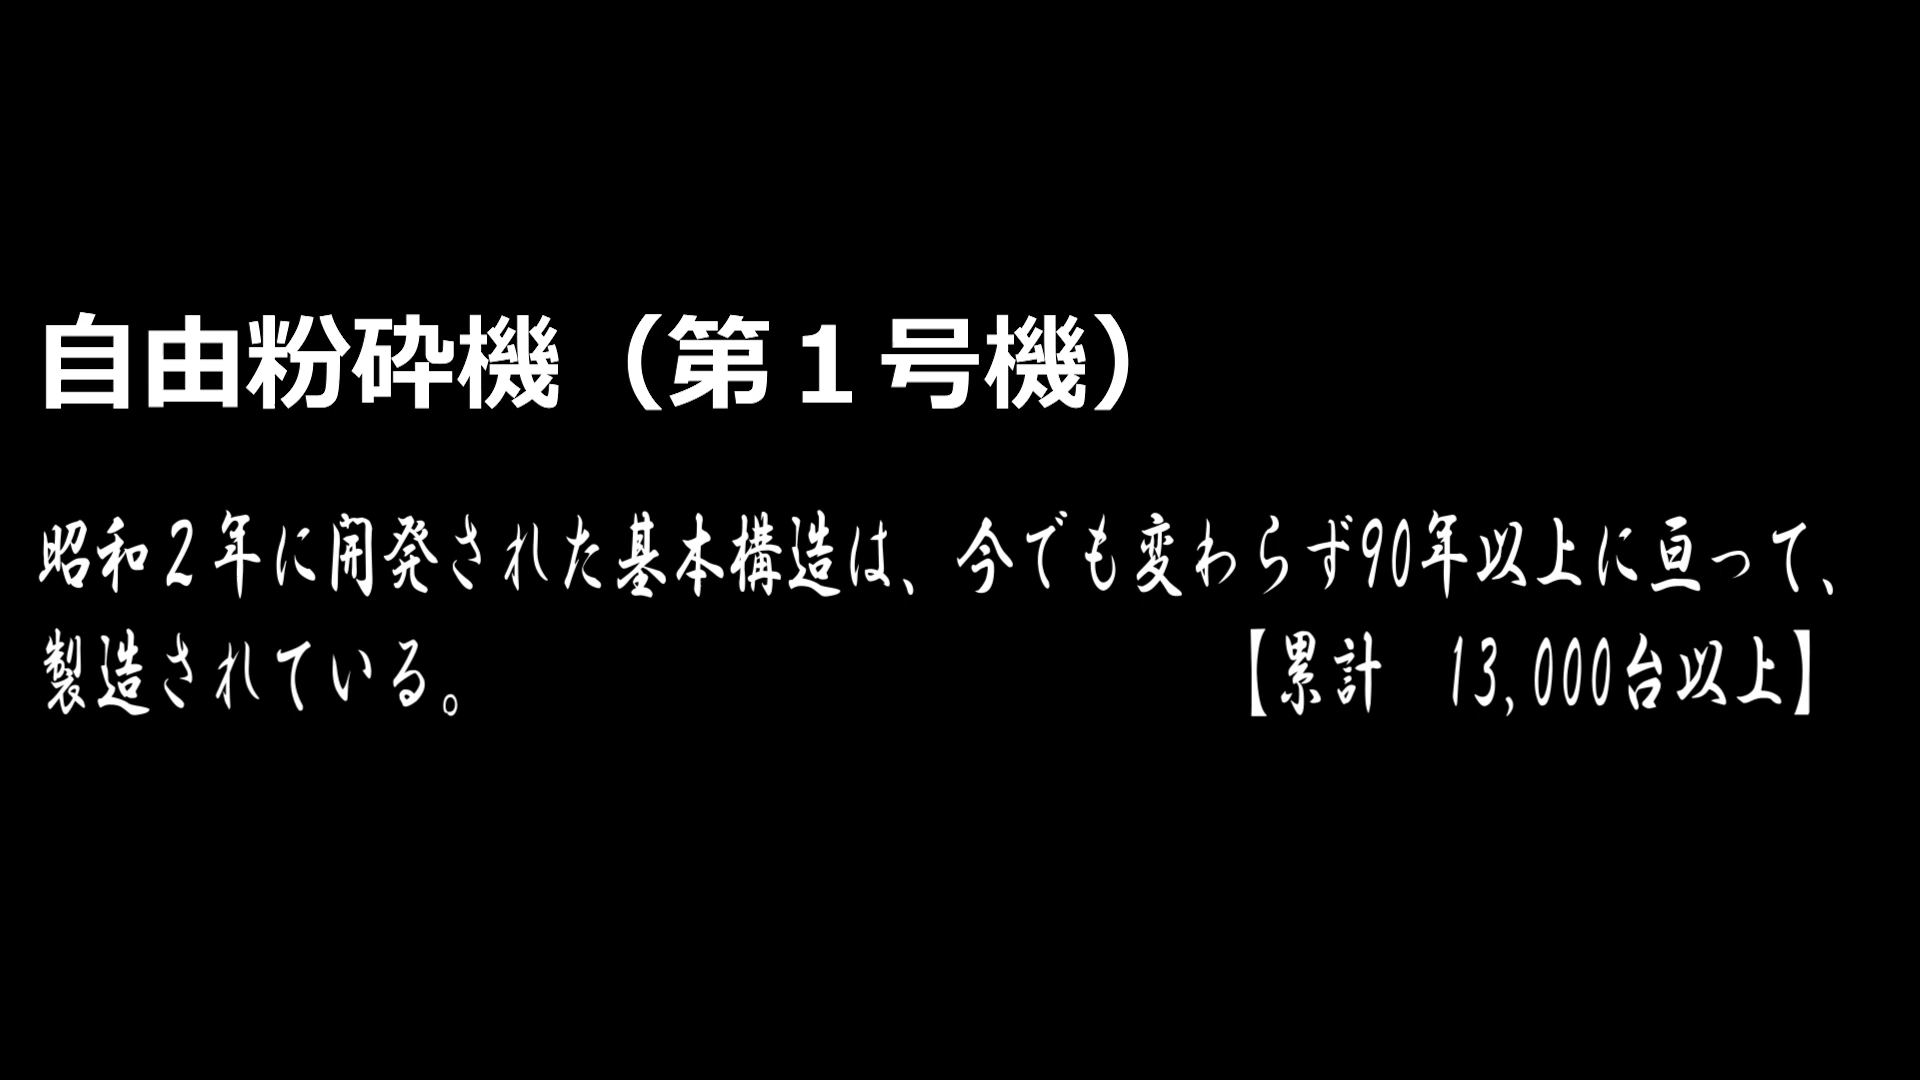 自由粉砕機（第１号機）
昭和２年に開発された基本構造は、今でも変わらず90年以上に亘って、
製造されている。　【累計　13,000台以上】